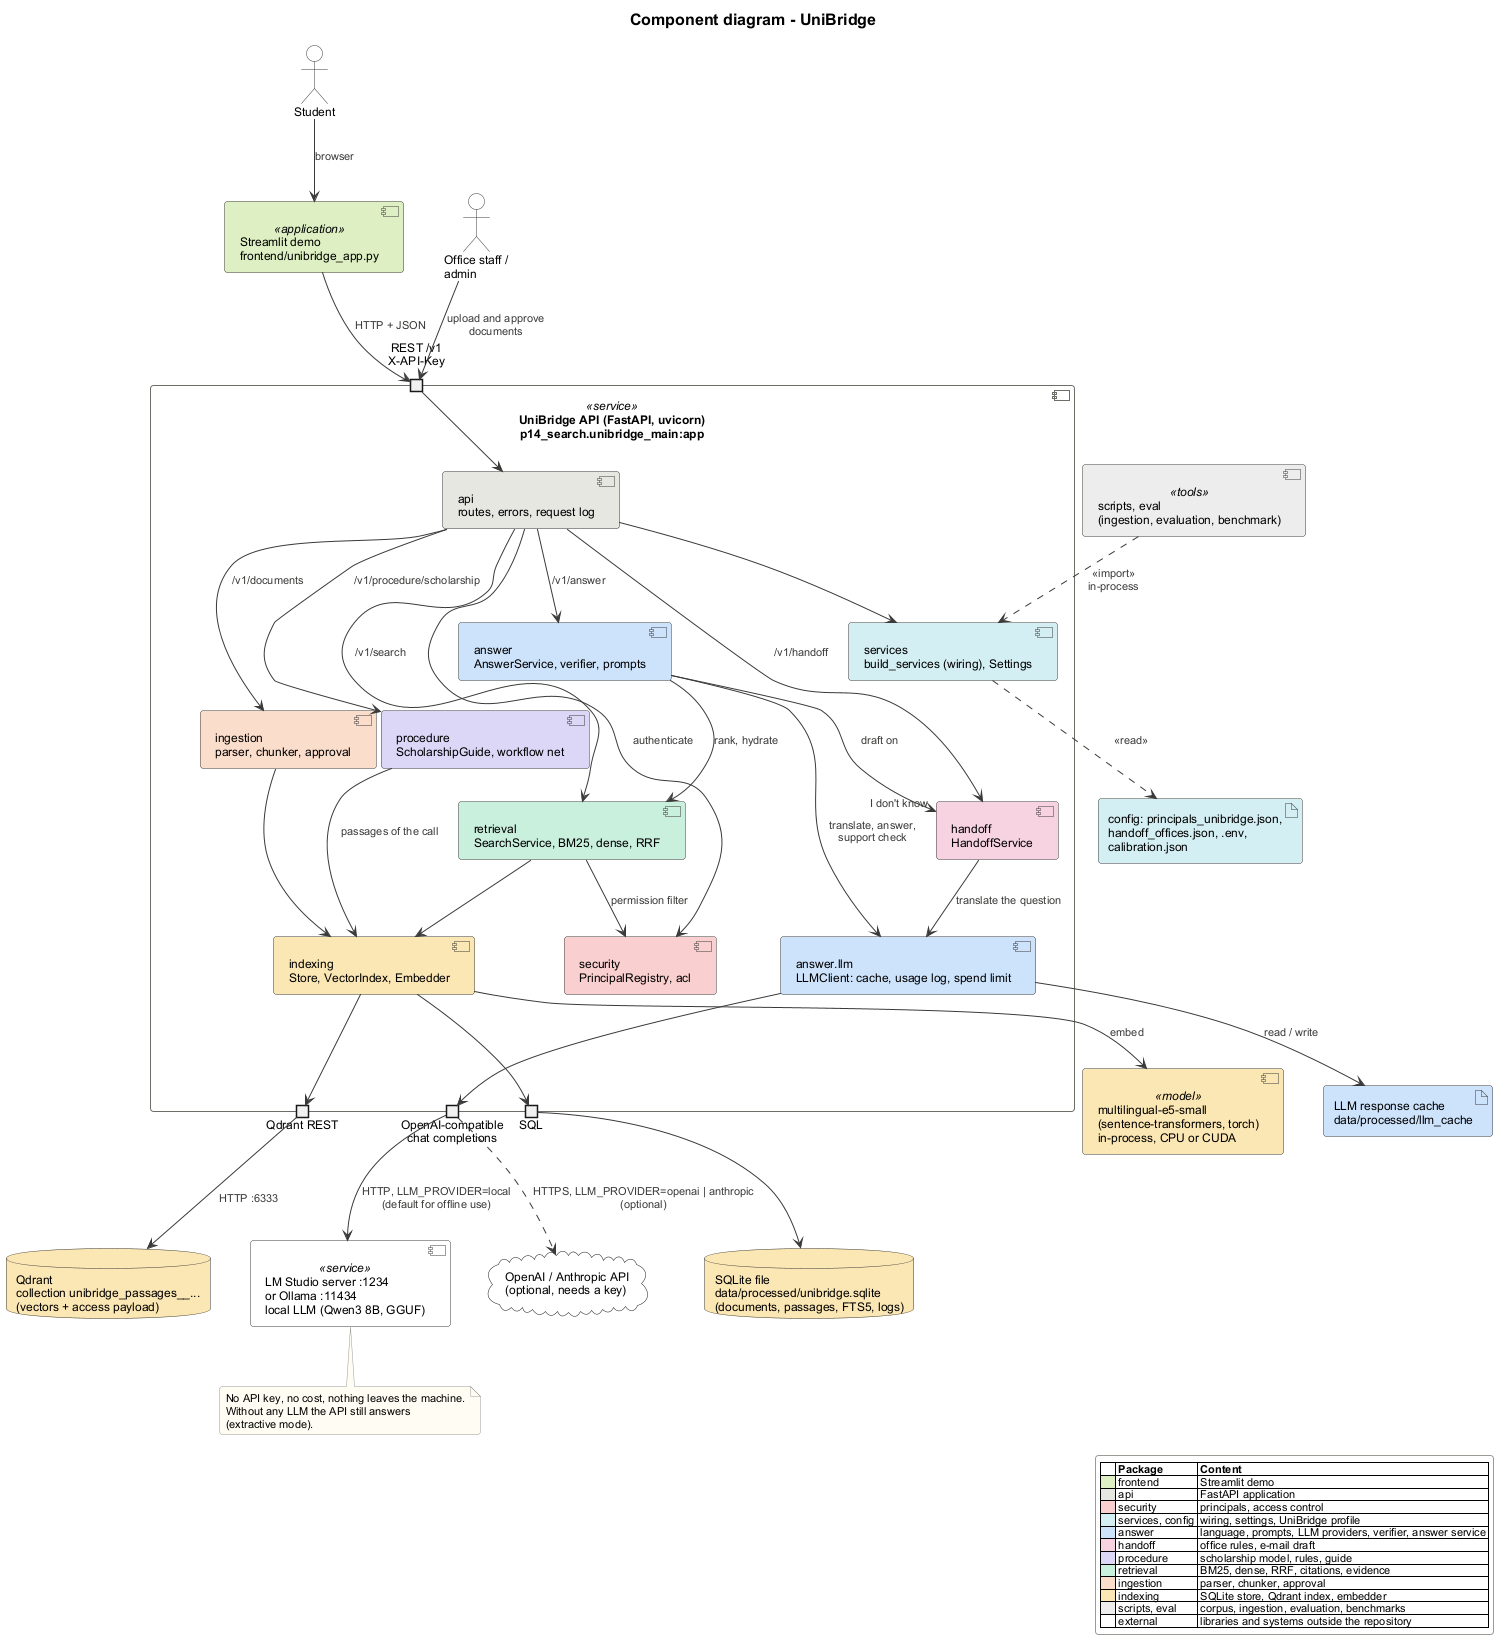 Component diagram - UniBridge
Student
browser
«application»
Streamlit demo
frontend/unibridge_app.py
Office staff /
admin
HTTP + JSON
upload and approve
documents
REST /v1
X-API-Key
«service»
UniBridge API (FastAPI, uvicorn)
p14_search.unibridge_main:app
api
routes, errors, request log
«tools»
scripts, eval
(ingestion, evaluation, benchmark)
/v1/documents
/v1/procedure/scholarship
/v1/answer
«import»
in-process
/v1/search
answer
AnswerService, verifier, prompts
/v1/handoff
services
build_services (wiring), Settings
ingestion
parser, chunker, approval
procedure
ScholarshipGuide, workflow net
authenticate
rank, hydrate
draft on
I don't know
«read»
passages of the call
retrieval
SearchService, BM25, dense, RRF
translate, answer,
support check
handoff
HandoffService
config: principals_unibridge.json,
handoff_offices.json, .env,
calibration.json
permission filter
translate the question
indexing
Store, VectorIndex, Embedder
security
PrincipalRegistry, acl
answer.llm
LLMClient: cache, usage log, spend limit
embed
read / write
«model»
multilingual-e5-small
(sentence-transformers, torch)
in-process, CPU or CUDA
LLM response cache
data/processed/llm_cache
Qdrant REST
OpenAI-compatible
chat completions
SQL
HTTP :6333
HTTP, LLM_PROVIDER=local
(default for offline use)
HTTPS, LLM_PROVIDER=openai | anthropic
(optional)
Qdrant
collection unibridge_passages__...
(vectors + access payload)
«service»
LM Studio server :1234
or Ollama :11434
local LLM (Qwen3 8B, GGUF)
OpenAI / Anthropic API
(optional, needs a key)
SQLite file
data/processed/unibridge.sqlite
(documents, passages, FTS5, logs)
No API key, no cost, nothing leaves the machine.
Without any LLM the API still answers
(extractive mode).
Package Content
frontend Streamlit demo
api FastAPI application
security principals, access control
services, config wiring, settings, UniBridge profile
answer language, prompts, LLM providers, verifier, answer service
handoff office rules, e-mail draft
procedure scholarship model, rules, guide
retrieval BM25, dense, RRF, citations, evidence
ingestion parser, chunker, approval
indexing SQLite store, Qdrant index, embedder
scripts, eval corpus, ingestion, evaluation, benchmarks
external libraries and systems outside the repository